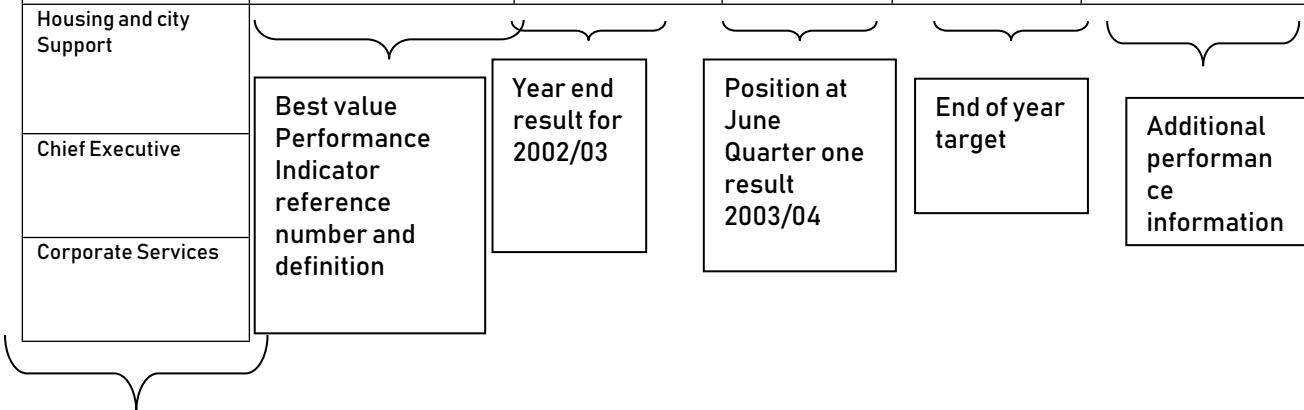 Housing and city
Support
Chief Executive
Corporate Services
Best value
Performance
Indicator
reference
number and
definition
Year end
result for
2002/03
Position at
June
Quarter one
result
2003/04
End of year
target
Additional
performan
ce
information